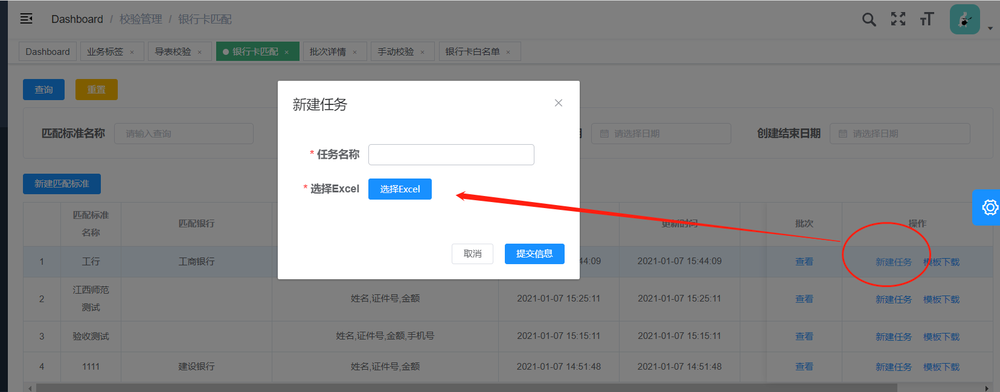 Dashboard / 校验管理 / 银行卡匹配
Dashboard 业务标签 × 导表校验 × 银行卡匹配 × 批次详情 × 手动校验 × 银行卡白名单 ×
查询 重置
匹配标准名称 请输入查询 期 请选择日期 创建结束日期 请选择日期
新建匹配标准
新建任务
* 任务名称
* 选择Excel 选择Excel
取消 提交信息
匹配标准名称 匹配银行 更新时间 批次 操作
1 工行 工商银行 44:09 2021-01-07 15:44:09 查看 新建任务 模板下载
2 江西师范测试 姓名,证件号,金额 2021-01-07 15:25:11 2021-01-07 15:25:11 查看 新建任务 模板下载
3 验收测试 姓名,证件号,金额,手机号 2021-01-07 15:15:11 2021-01-07 15:15:11 查看 新建任务 模板下载
4 1111 建设银行 姓名,证件号,金额 2021-01-07 14:51:48 2021-01-07 14:51:48 查看 新建任务 模板下载